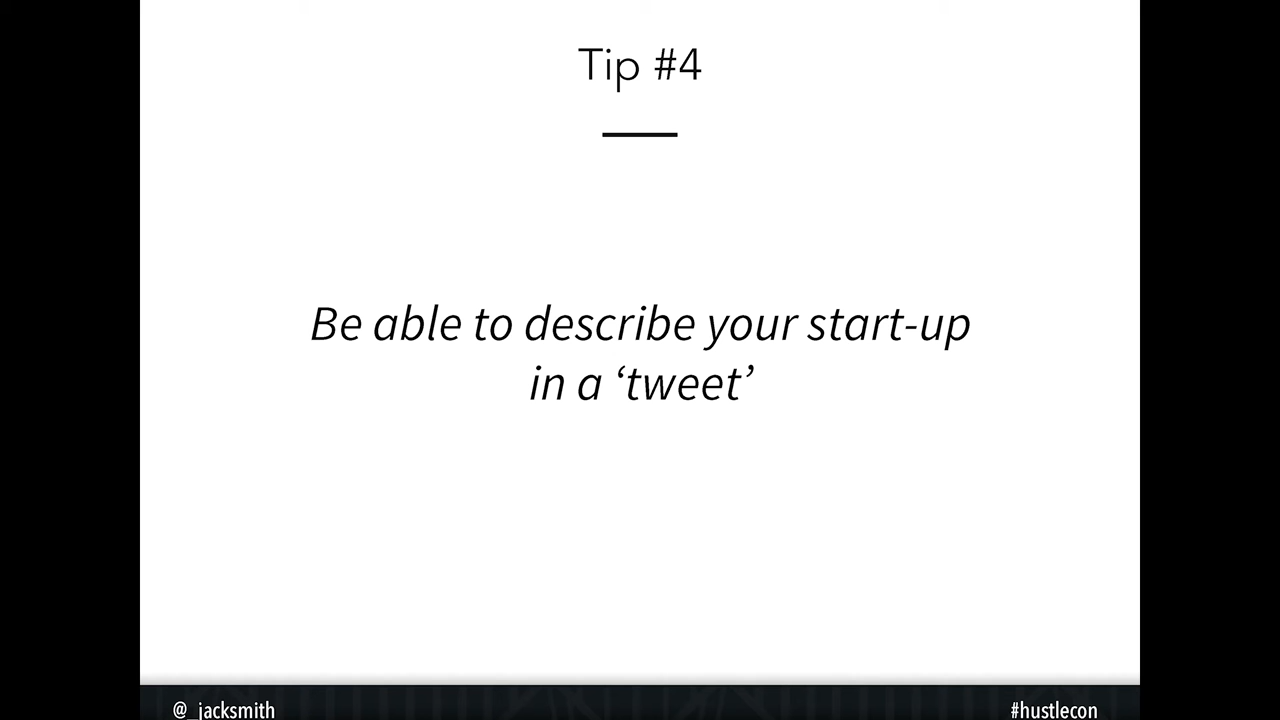 Tip #4
Be able to describe your start-up
in a ‘tweet’
@_jacksmith
#hustlecon